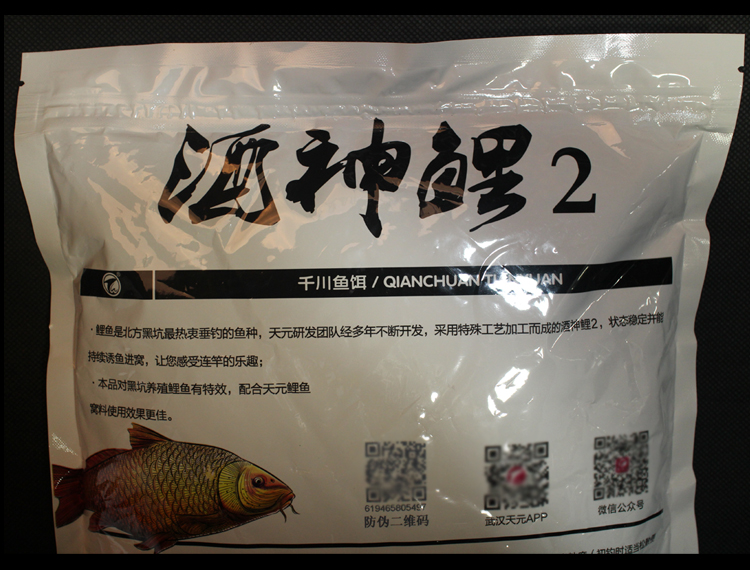 酒神鲤2
千川鱼饵 / QIANCHUAN
·鲤鱼是北方黑坑最热衷垂钓的鱼种，天元研发团队经多年不断开发，采用特殊工艺加工而成的酒神鲤2，状态稳定并能
持续诱鱼进窝，让您感受连竿的乐趣；
·本品对黑坑养殖鲤鱼有特效，配合天元鲤鱼
窝料使用效果更佳。
619465805497
防伪二维码
武汉天元APP
微信公众号